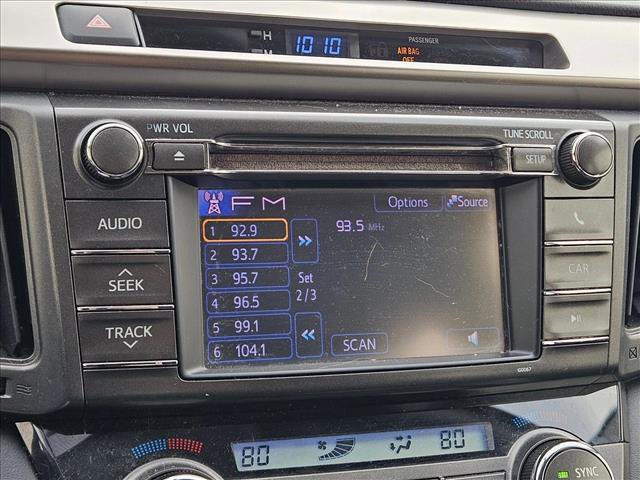 H
M
1010
PASSENGER
AIR BAG
OFF
PWR VOL
TUNE SCROLL
SETUP
AUDIO
SEEK
TRACK
FM
Options
Source
1 92.9
2 93.7
3 95.7
4 96.5
5 99.1
6 104.1
93.5 MHz
Set
2/3
SCAN
CAR
100067
80
80
SYNC